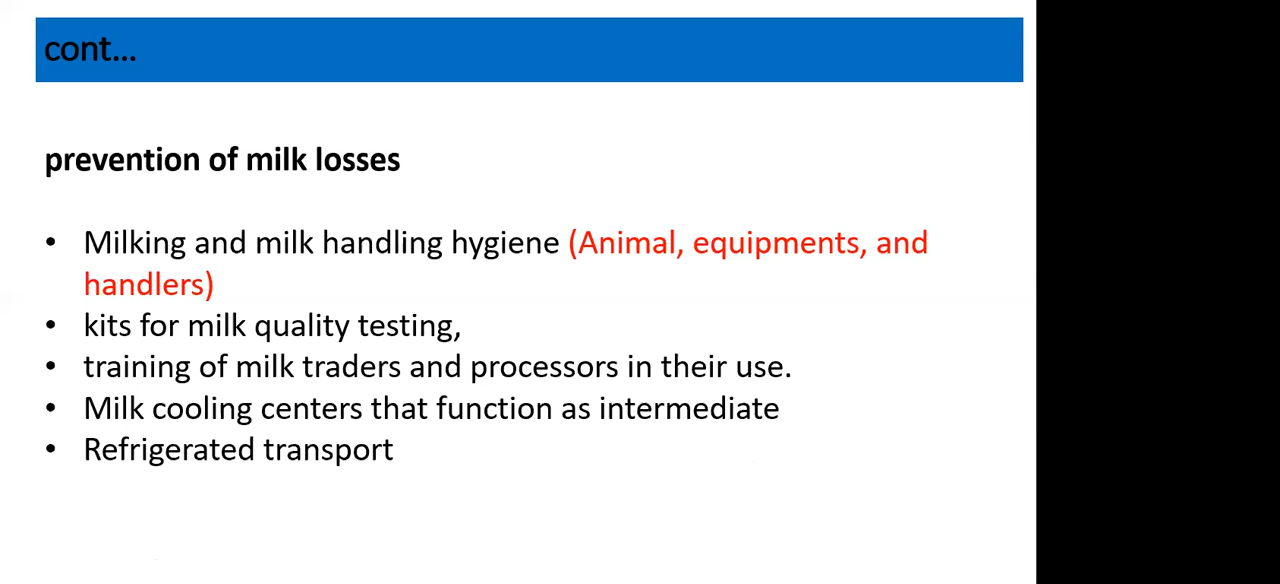 cont...
prevention of milk losses
• Milking and milk handling hygiene (Animal, equipments, and
handlers)
• kits for milk quality testing,
• training of milk traders and processors in their use.
• Milk cooling centers that function as intermediate
• Refrigerated transport